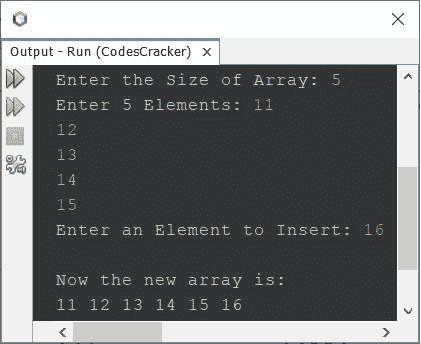 Output - Run (CodesCracker) ×
Enter the Size of Array: 5
Enter 5 Elements: 11
12
13
14
15
Enter an Element to Insert: 16
Now the new array is:
11 12 13 14 15 16